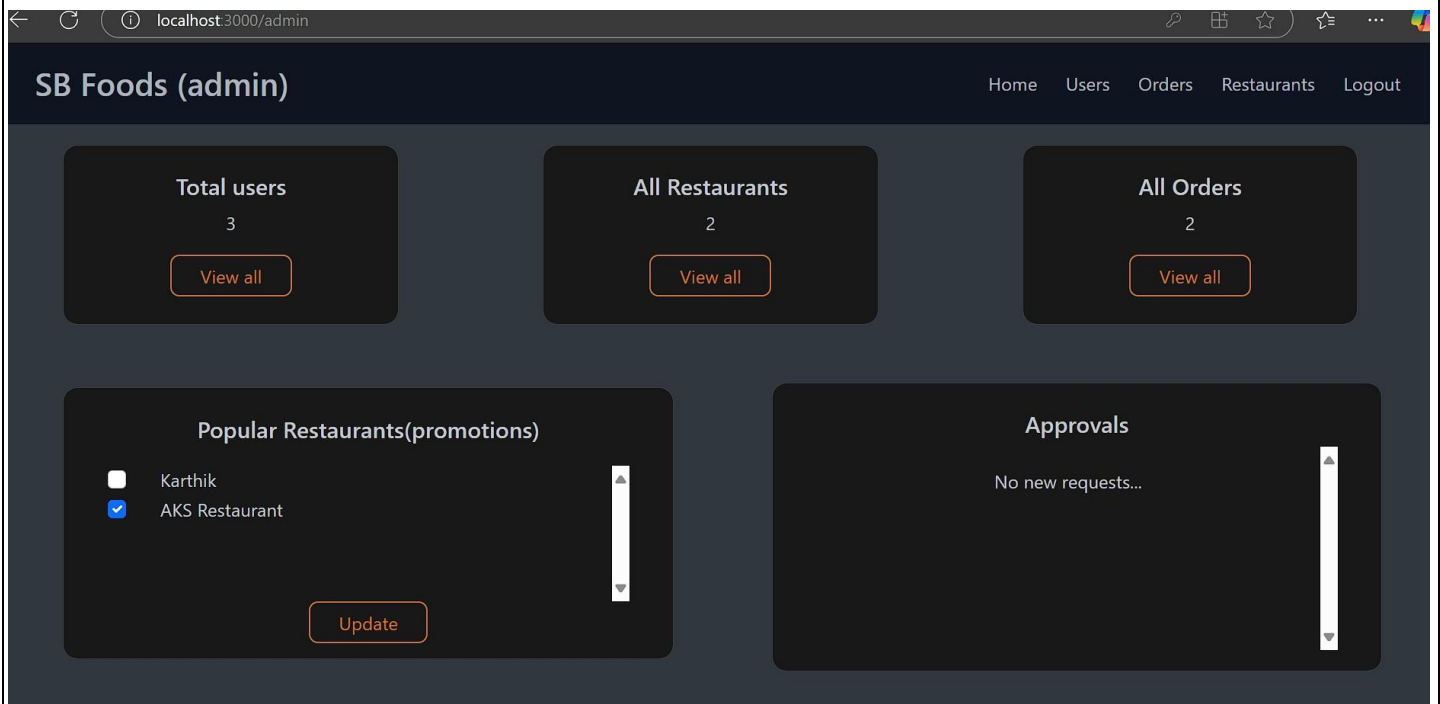 localhost:3000/admin
SB Foods (admin)
Home Users Orders Restaurants Logout
Total users
3
View all
All Restaurants
2
View all
All Orders
2
View all
Popular Restaurants(promotions)
Karthik
AKS Restaurant
Update
Approvals
No new requests...